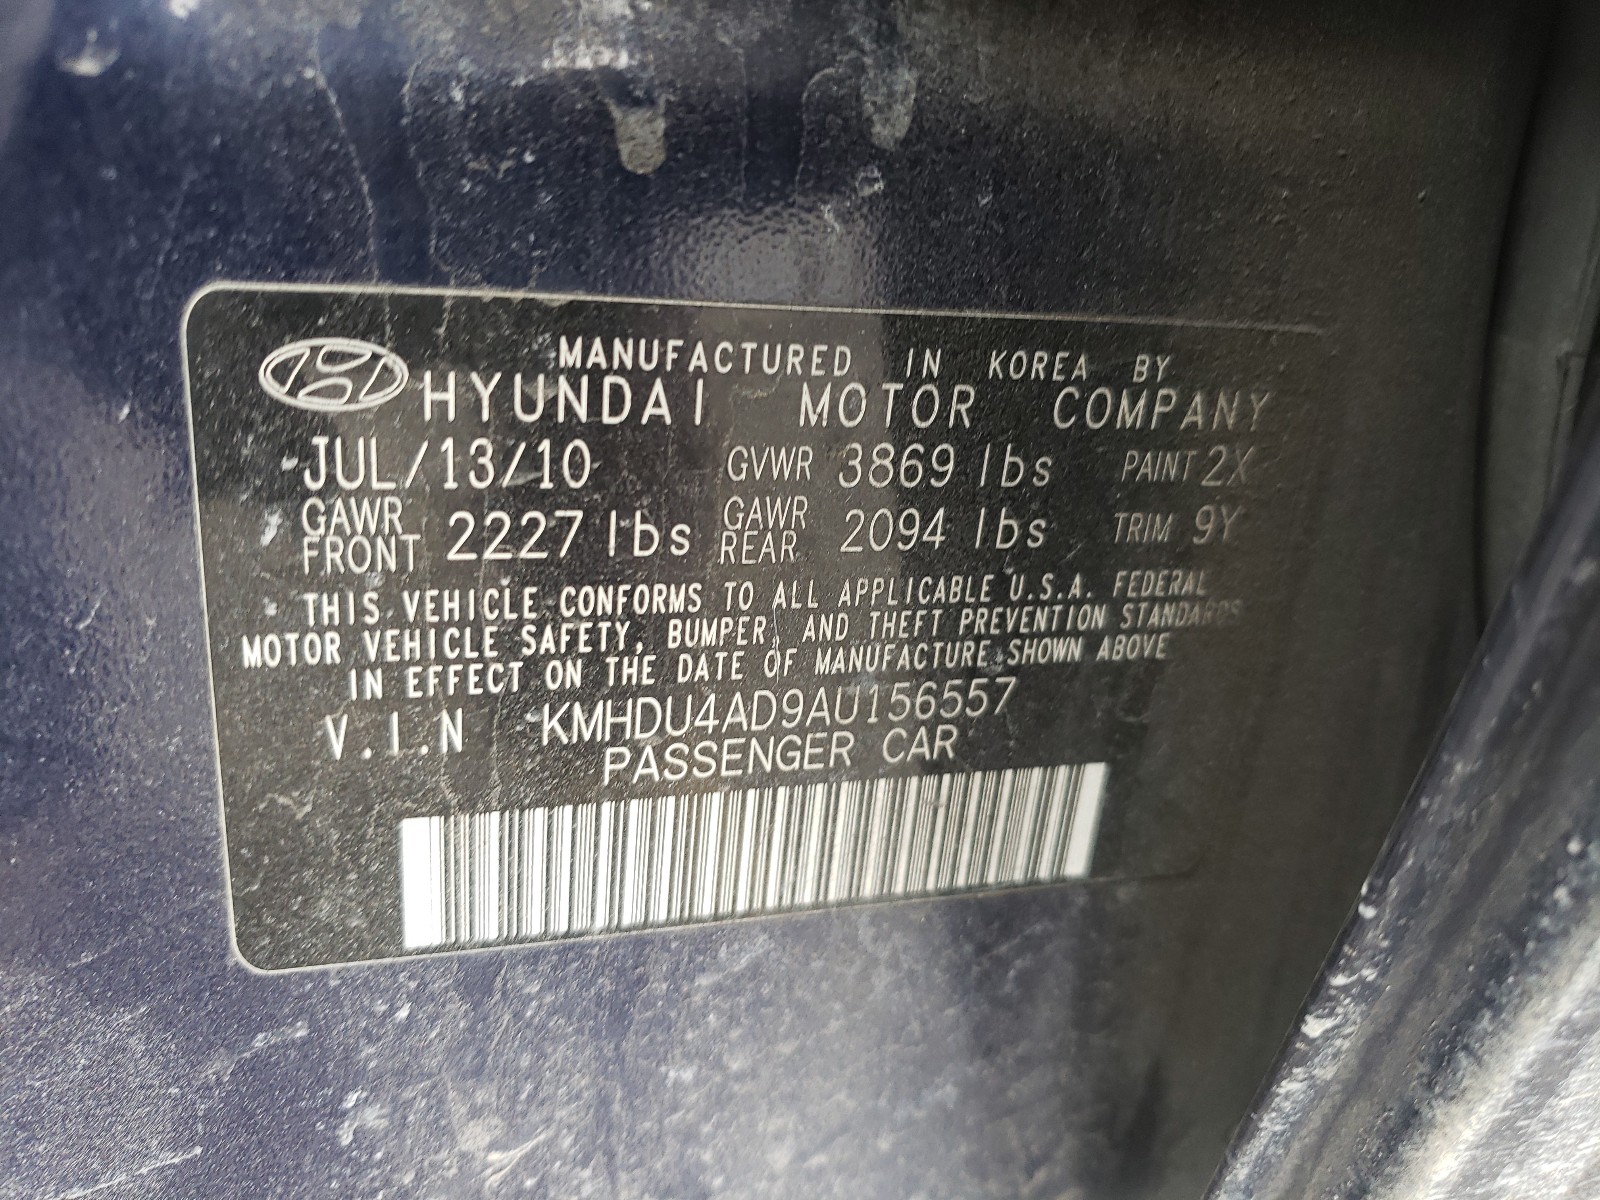 MANUFACTURED IN KOREA BY
HYUNDAI MOTOR COMPANY
JUL/13/10 GVWR 3869 lbs PAINT 2X
GAWR FRONT 2227 lbs GAWR REAR 2094 lbs TRIM 9Y
THIS VEHICLE CONFORMS TO ALL APPLICABLE U.S.A. FEDERAL
MOTOR VEHICLE SAFETY, BUMPER, AND THEFT PREVENTION STANDARDS
IN EFFECT ON THE DATE OF MANUFACTURE SHOWN ABOVE
V.I.N KMHDU4AD9AU156557
PASSENGER CAR